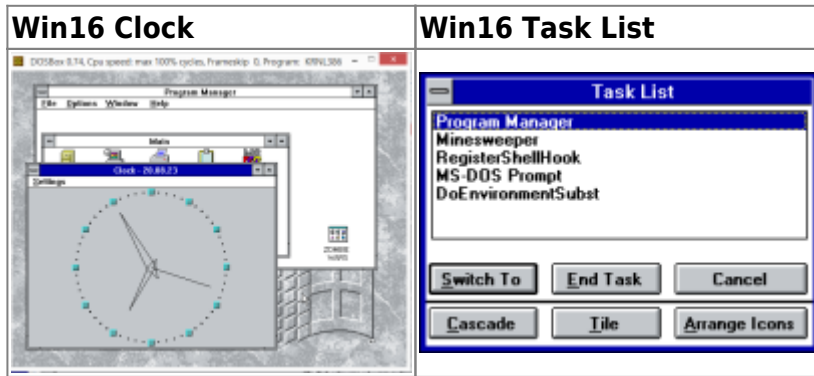 Win16 Clock
Win16 Task List
DOSBox 0.74, Cpu speed: max 100% cycles, Frameskip 0, Program: KRNL386
Program Manager
File Options Window Help
Main
Clock - 20.08.23
Settings
Task List
Program Manager
Minesweeper
RegisterShellHook
MS-DOS Prompt
DoEnvironmentSubst
Switch To
End Task
Cancel
Cascade
Tile
Arrange Icons